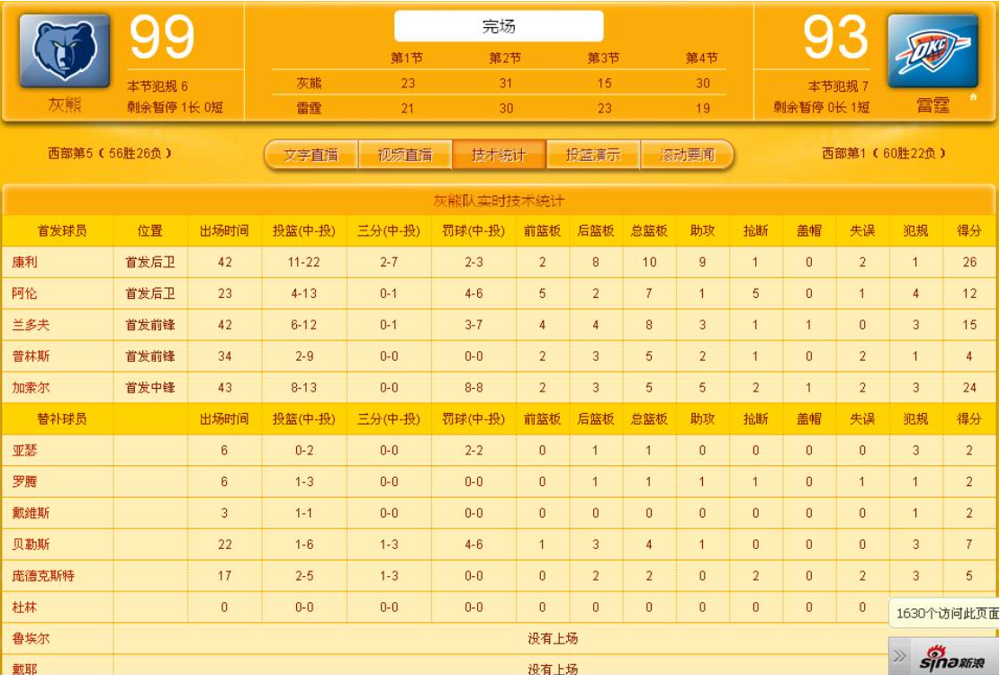 99 完场 93
第1节 第2节 第3节 第4节
本节犯规 6 灰熊 23 31 15 30 本节犯规 7
灰熊 剩余暂停 1长 0短 雷霆 21 30 23 19 剩余暂停 0长 1短 雷霆
OKC
西部第5（56胜26负） 文字直播 视频直播 技术统计 投篮演示 滚动要闻 西部第1（60胜22负）
灰熊队实时技术统计
首发球员 位置 出场时间 投篮(中-投) 三分(中-投) 罚球(中-投) 前篮板 后篮板 总篮板 助攻 抢断 盖帽 失误 犯规 得分
康利 首发后卫 42 11-22 2-7 2-3 2 8 10 9 1 0 2 1 26
阿伦 首发后卫 23 4-13 0-1 4-6 5 2 7 1 5 0 1 4 12
兰多夫 首发前锋 42 6-12 0-1 3-7 4 4 8 3 1 1 0 3 15
普林斯 首发前锋 34 2-9 0-0 0-0 2 3 5 2 1 0 2 1 4
加索尔 首发中锋 43 8-13 0-0 8-8 2 3 5 5 2 1 2 3 24
替补球员 出场时间 投篮(中-投) 三分(中-投) 罚球(中-投) 前篮板 后篮板 总篮板 助攻 抢断 盖帽 失误 犯规 得分
亚瑟 6 0-2 0-0 2-2 0 1 1 0 0 0 0 3 2
罗腾 6 1-3 0-0 0-0 0 1 1 1 1 0 1 1 2
戴维斯 3 1-1 0-0 0-0 0 0 0 0 0 0 0 1 2
贝勒斯 22 1-6 1-3 4-6 1 3 4 1 0 0 0 3 7
庞德克斯特 17 2-5 1-3 0-0 0 2 2 0 2 0 2 3 5
杜林 0 0-0 0-0 0-0 0 0 0 0 0 0 0
1630个访问此页面
鲁埃尔 没有上场
sina新浪
戴耶 没有上场